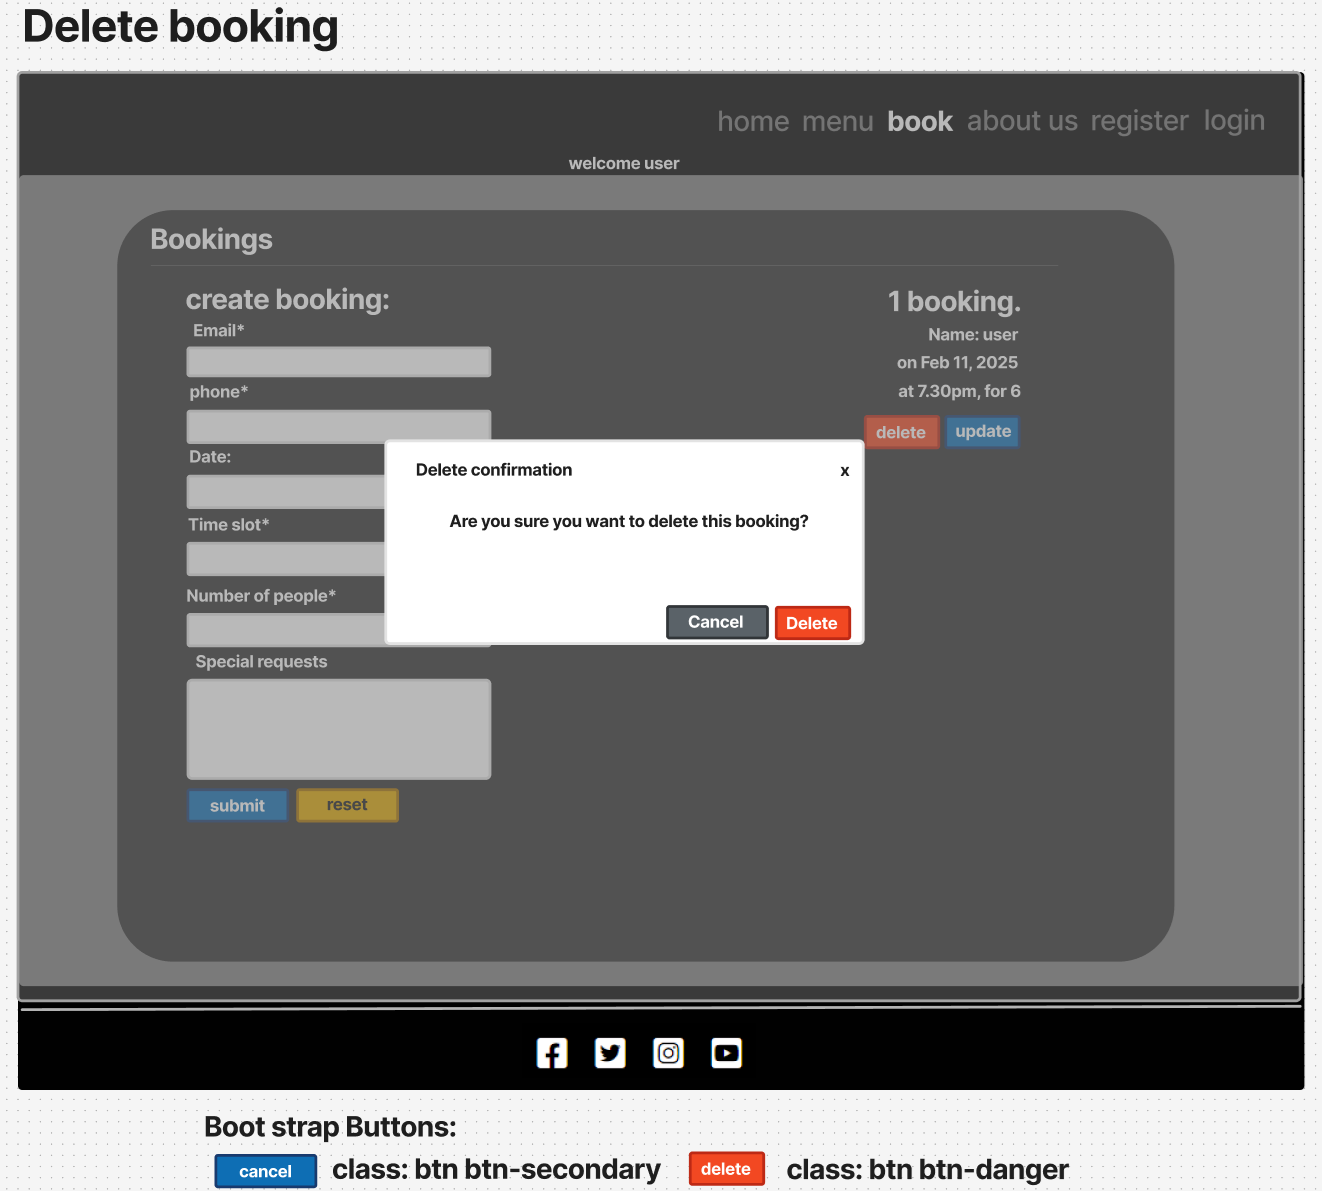 Delete booking
home menu book about us register login
welcome user
Bookings
create booking:
Email*
phone*
Date:
Time slot*
Number of people*
Special requests
submit reset
1 booking.
Name: user
on Feb 11, 2025
at 7.30pm, for 6
delete update
Delete confirmation x
Are you sure you want to delete this booking?
Cancel Delete
Boot strap Buttons:
cancel class: btn btn-secondary delete class: btn btn-danger